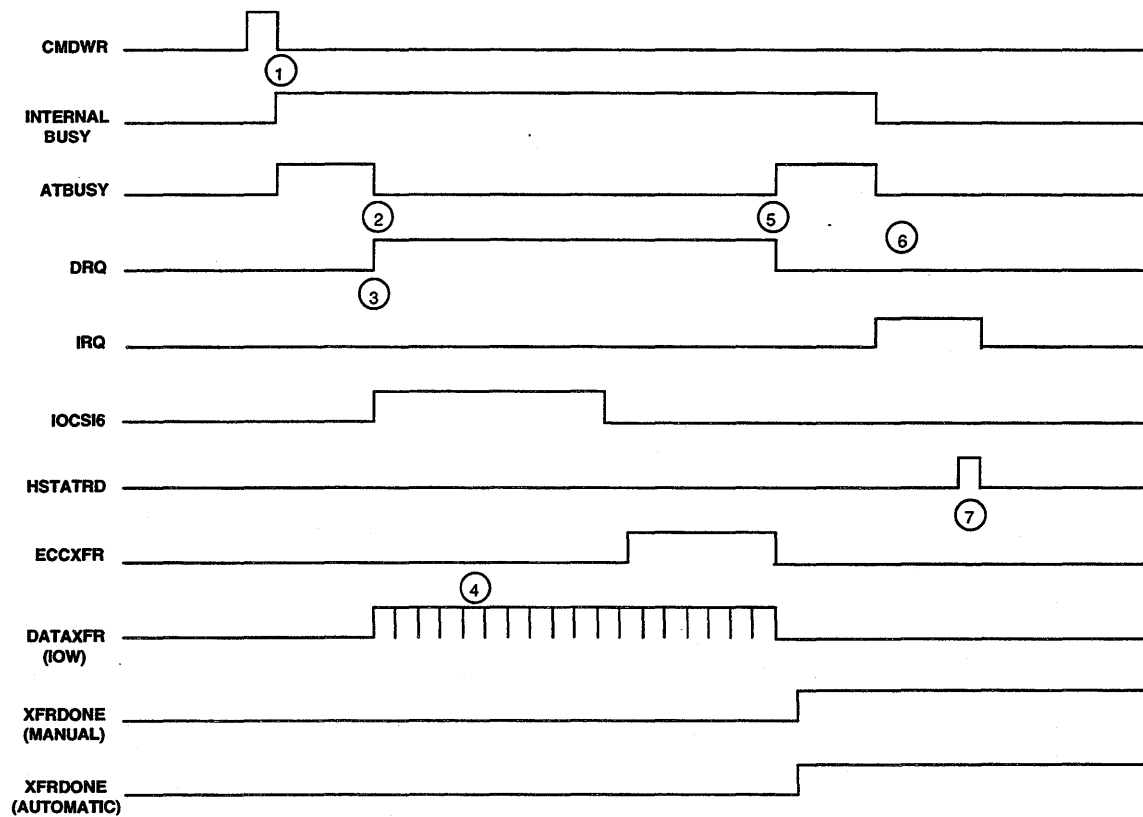 CMDWR
1
INTERNAL
BUSY
ATBUSY
2
5
6
DRQ
3
IRQ
IOCSI6
HSTATRD
7
ECCXFR
4
DATAXFR
(IOW)
XFRDONE
(MANUAL)
XFRDONE
(AUTOMATIC)